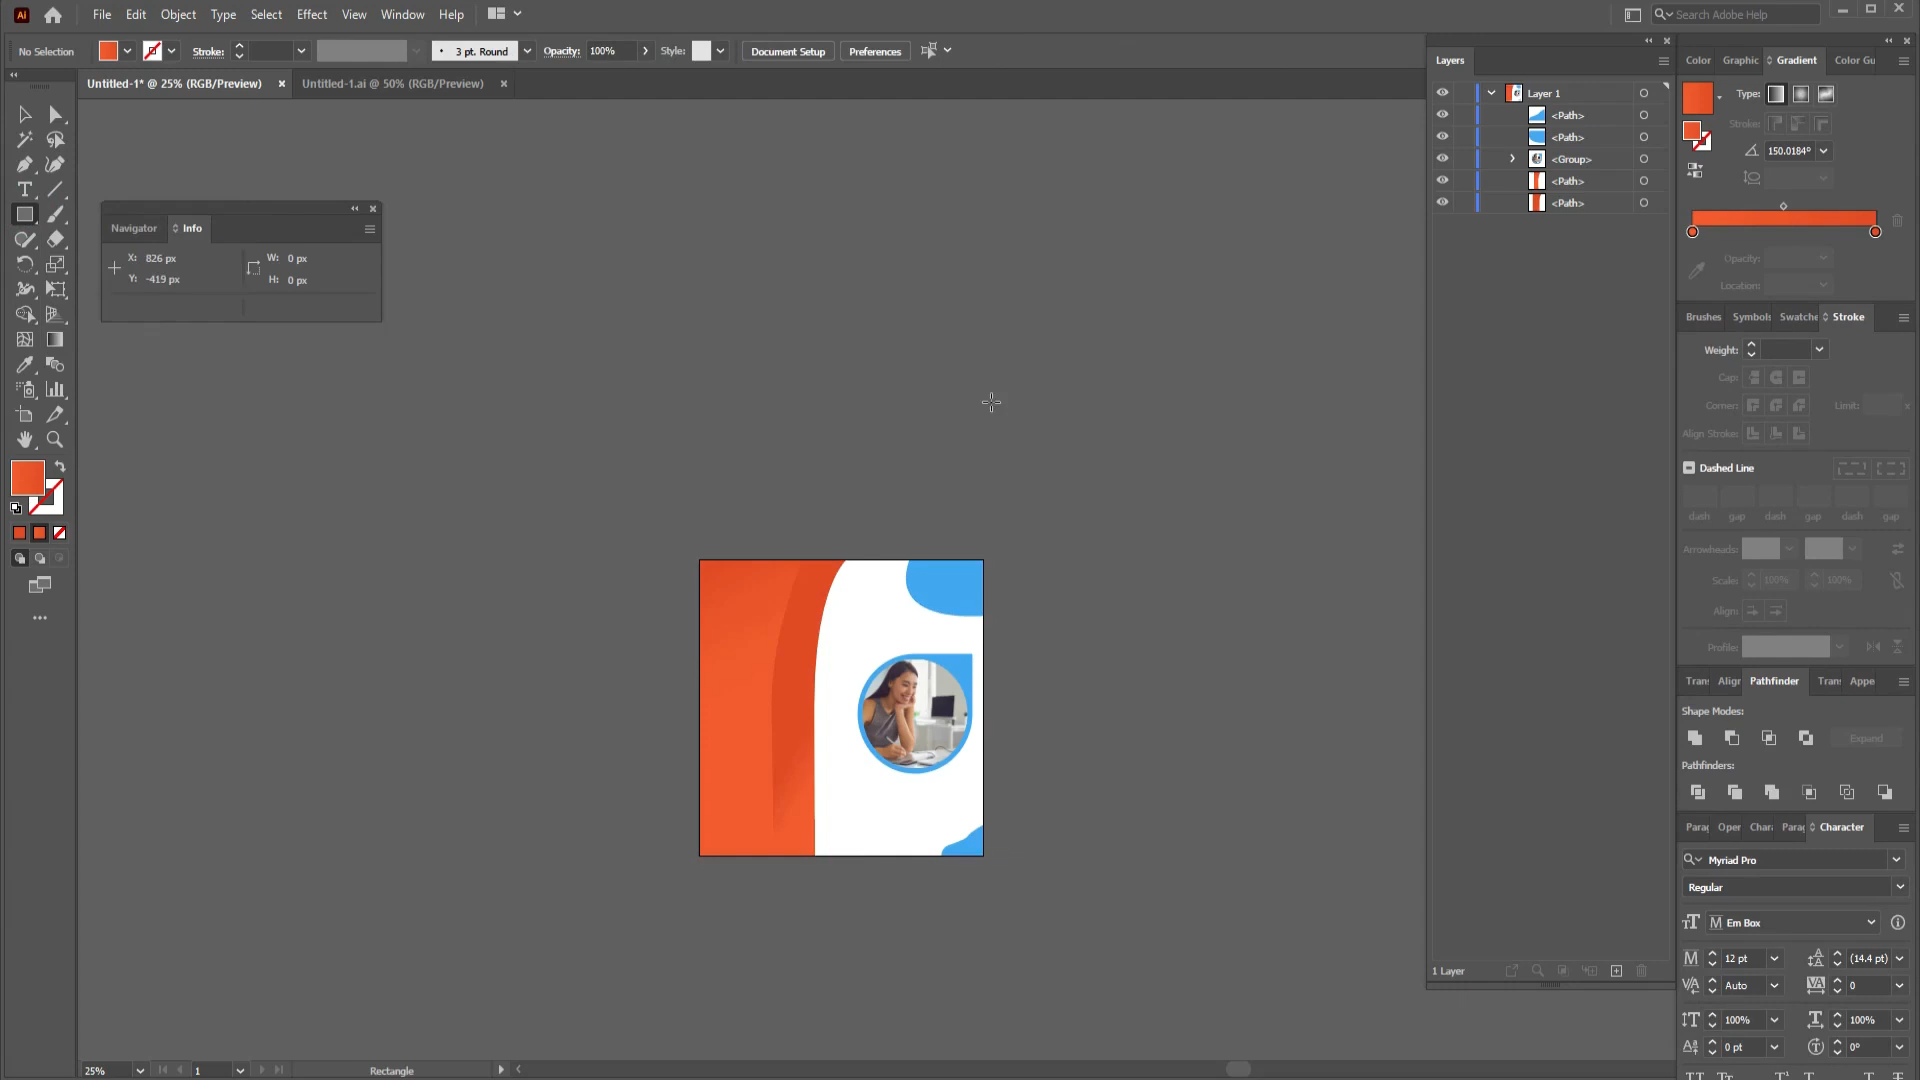 Ai
File Edit Object Type Select Effect View Window Help
Search Adobe Help
No Selection
Stroke:
3 pt. Round
Opacity: 100%
Style:
Document Setup
Preferences
Untitled-1* @ 25% (RGB/Preview)
Untitled-1.ai @ 50% (RGB/Preview)
Navigator Info
X: 826 px
Y: -419 px
W: 0 px
H: 0 px
Layers
Layer 1
<Path>
<Path>
<Group>
<Path>
<Path>
1 Layer
Color Graphic Gradient Color Gu
Type:
Stroke:
150.0184°
Opacity:
Location:
Brushes Symbols Swatche Stroke
Weight:
Cap:
Corner: Limit: x
Align Stroke:
Dashed Line
dash gap dash gap dash gap
Arrowheads:
Scale: 100% 100%
Align:
Profile:
Trans Align Pathfinder Trans Appe
Shape Modes:
Expand
Pathfinders:
Parag Open Chara Parag Character
Myriad Pro
Regular
Em Box
12 pt (14.4 pt)
Auto 0
100% 100%
0 pt 0°
25% 1 Rectangle